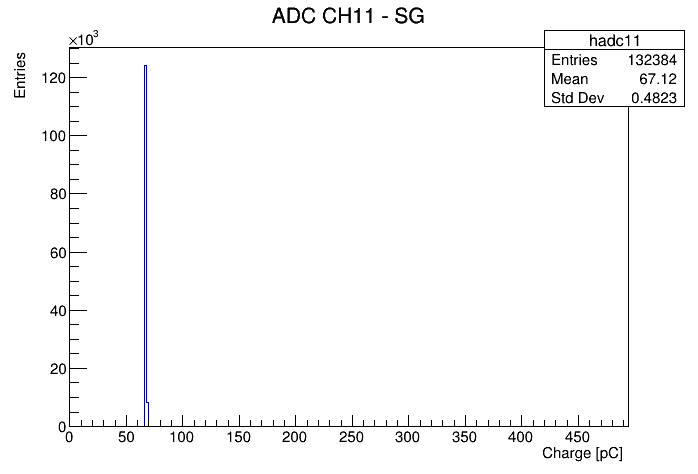 ADC CH11 - SG
×10³
hadc11
Entries 132384
Mean 67.12
Std Dev 0.4823
Entries
120
100
80
60
40
20
0
0 50 100 150 200 250 300 350 400 450
Charge [pC]